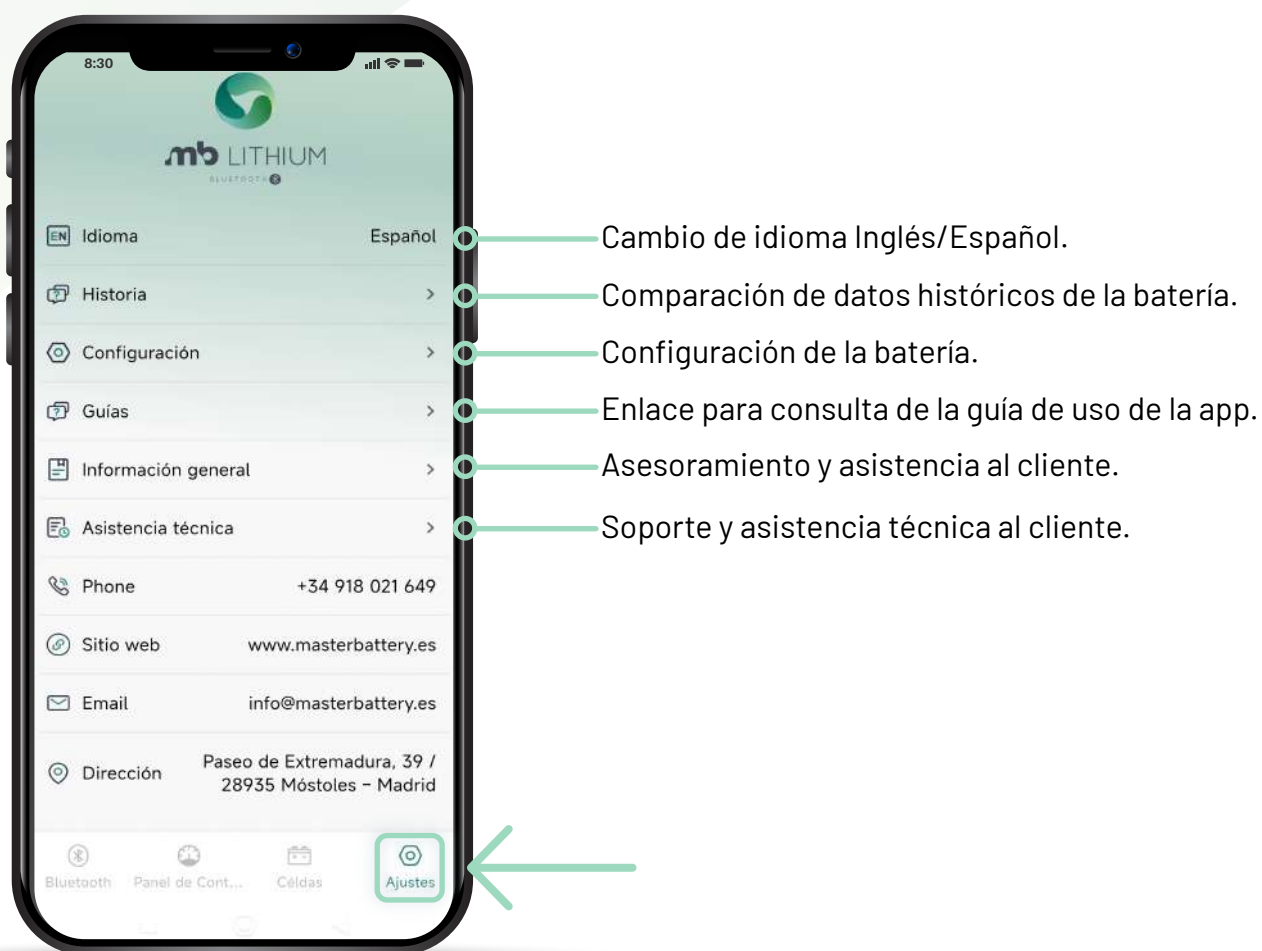 8:30
mb LITHIUM
BLUETOOTH
EN Idioma Español
Cambio de idioma Inglés/Español.
Historia >
Comparación de datos históricos de la batería.
Configuración >
Configuración de la batería.
Guías >
Enlace para consulta de la guía de uso de la app.
Información general >
Asesoramiento y asistencia al cliente.
Asistencia técnica >
Soporte y asistencia técnica al cliente.
Phone +34 918 021 649
Sitio web www.masterbattery.es
Email info@masterbattery.es
Dirección Paseo de Extremadura, 39 /
28935 Móstoles – Madrid
Bluetooth Panel de Cont... Céldas Ajustes